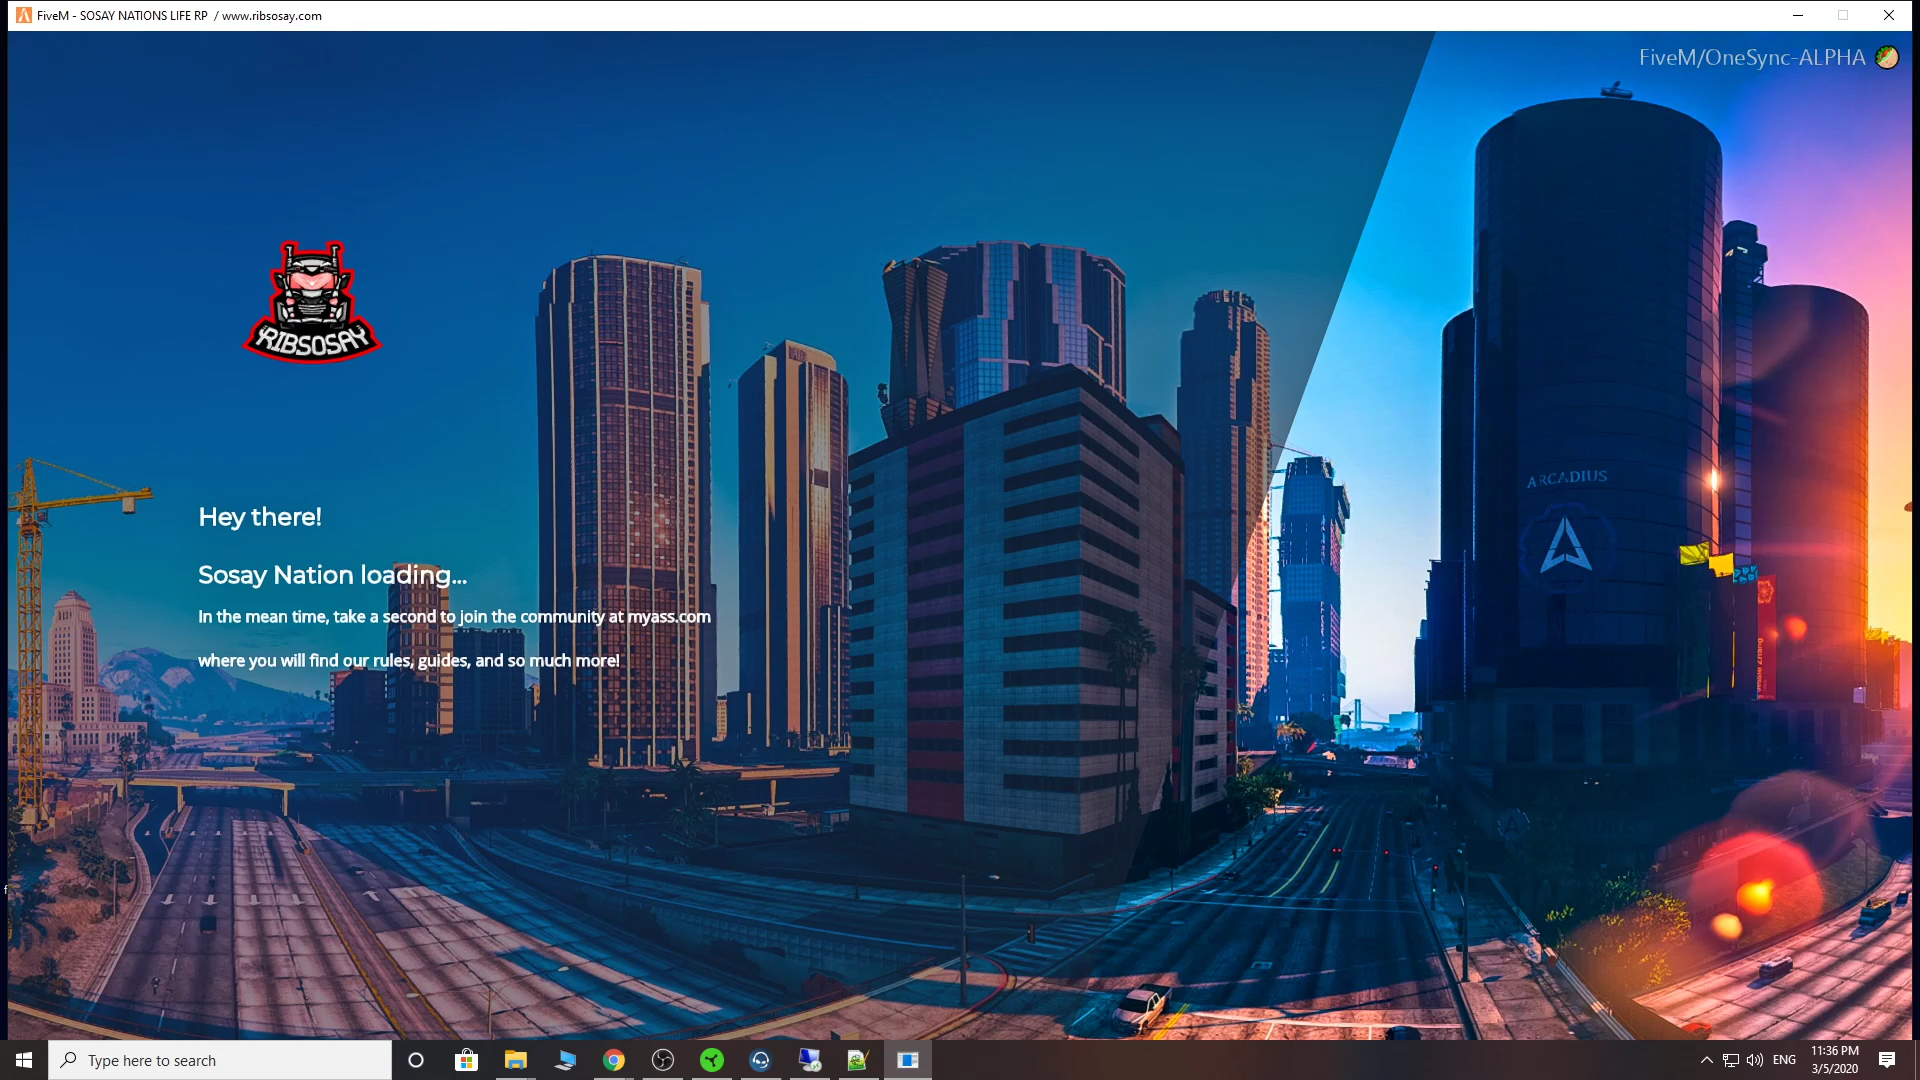 FiveM - SOSAY NATIONS LIFE RP / www.ribsosay.com
FiveM/OneSync-ALPHA
RIBSOSAY
ARCADIUS
Hey there!
Sosay Nation loading...
In the mean time, take a second to join the community at myass.com
where you will find our rules, guides, and so much more!
Type here to search
ENG
11:36 PM
3/5/2020